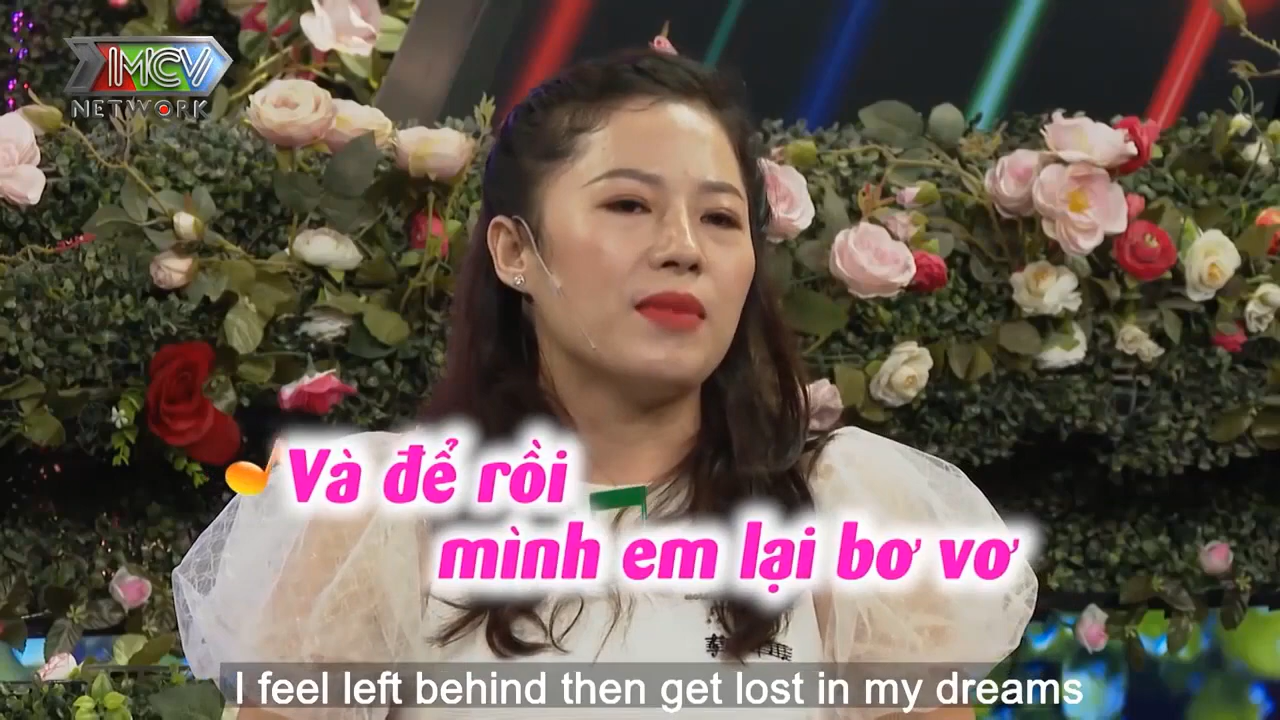 MCV
NETWORK
Và để rồi
mình em lại bơ vơ
I feel left behind then get lost in my dreams